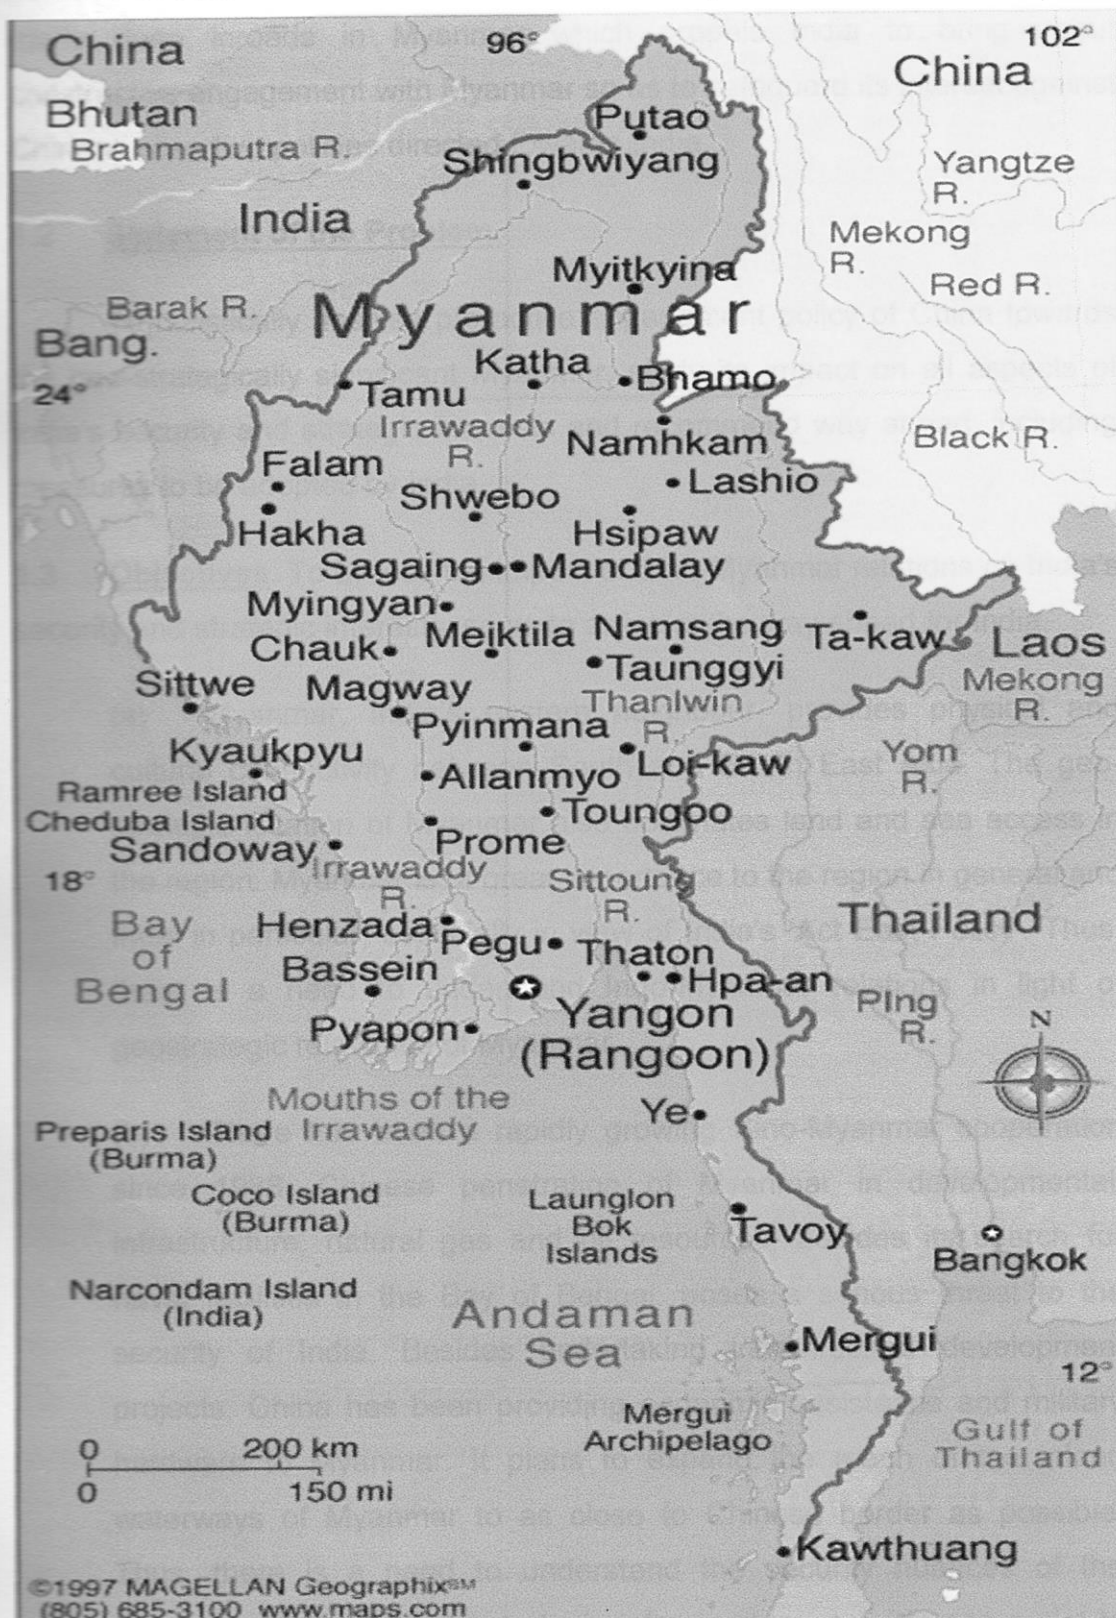 China
96°
102°
China
Bhutan
Putao
Brahmaputra R.
Shingbwiyang
Yangtze
R.
India
Mekong
R.
Myitkyina
Red R.
Barak R.
Myanmar
Bang.
Katha
Bhamo
24°
Tamu
Irrawaddy
R.
Namhkam
Black R.
Falam
Lashio
Shwebo
Hakha
Hsipaw
Sagaing
Mandalay
Myingyan
Chauk
Meiktila
Namsang
Ta-kaw
Laos
Taunggyi
Mekong
R.
Sittwe
Magway
Thanlwin
R.
Pyinmana
Kyaukpyu
Loi-kaw
Yom
R.
Ramree Island
Allanmyo
Cheduba Island
Toungoo
Sandoway
Prome
Irrawaddy
R.
18°
Sittoung
R.
Bay
of
Bengal
Henzada
Pegu
Thaton
Thailand
Bassein
Hpa-an
PIng
R.
Pyapon
Yangon
(Rangoon)
N
Mouths of the
Irrawaddy
Ye
Preparis Island
(Burma)
Coco Island
(Burma)
Launglon
Bok
Islands
Tavoy
Bangkok
Narcondam Island
(India)
Andaman
Sea
Mergui
12°
Mergui
Archipelago
Gulf of
Thailand
0 200 km
0 150 mi
Kawthuang
©1997 MAGELLAN Geographix℠
(805) 685-3100 www.maps.com